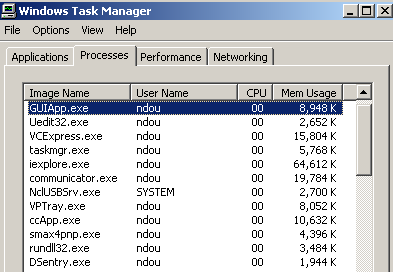 Windows Task Manager
File Options View Help
Applications Processes Performance Networking
Image Name User Name CPU Mem Usage
GUIApp.exe ndou 00 8,948 K
Uedit32.exe ndou 00 2,652 K
VCExpress.exe ndou 00 15,804 K
taskmgr.exe ndou 00 5,768 K
iexplore.exe ndou 00 64,612 K
communicator.exe ndou 00 19,784 K
NclUSBSrv.exe SYSTEM 00 2,700 K
VPTray.exe ndou 00 8,052 K
ccApp.exe ndou 00 10,632 K
smax4pnp.exe ndou 00 4,396 K
rundll32.exe ndou 00 3,484 K
DSentry.exe ndou 00 1,944 K